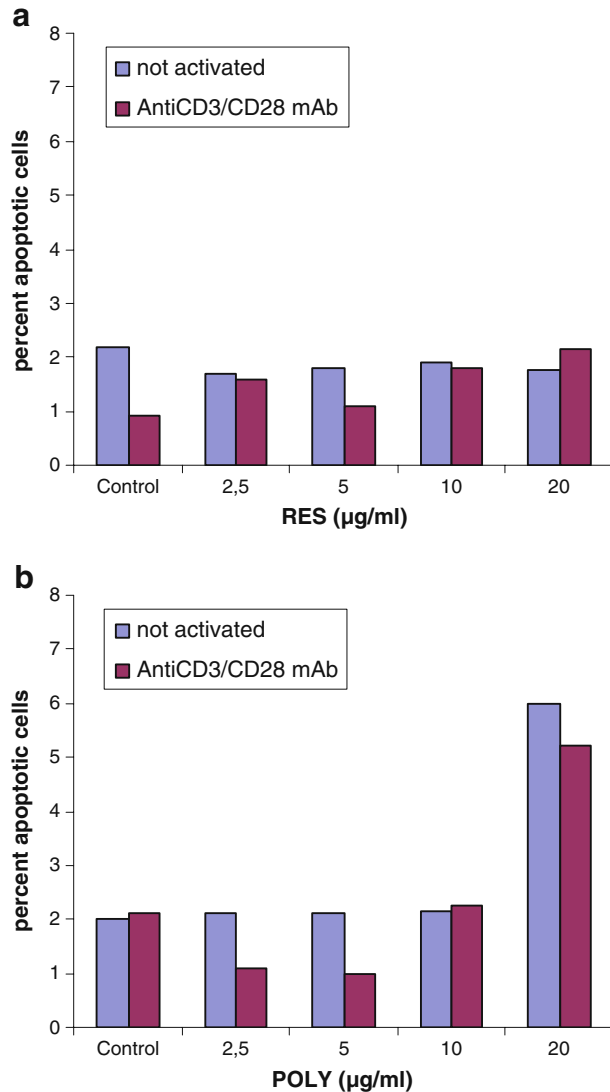 a
8
7
6
5
4
3
2
1
0
percent apoptotic cells
not activated
AntiCD3/CD28 mAb
Control 2,5 5 10 20
RES (µg/ml)
b
8
7
6
5
4
3
2
1
0
percent apoptotic cells
not activated
AntiCD3/CD28 mAb
Control 2,5 5 10 20
POLY (µg/ml)